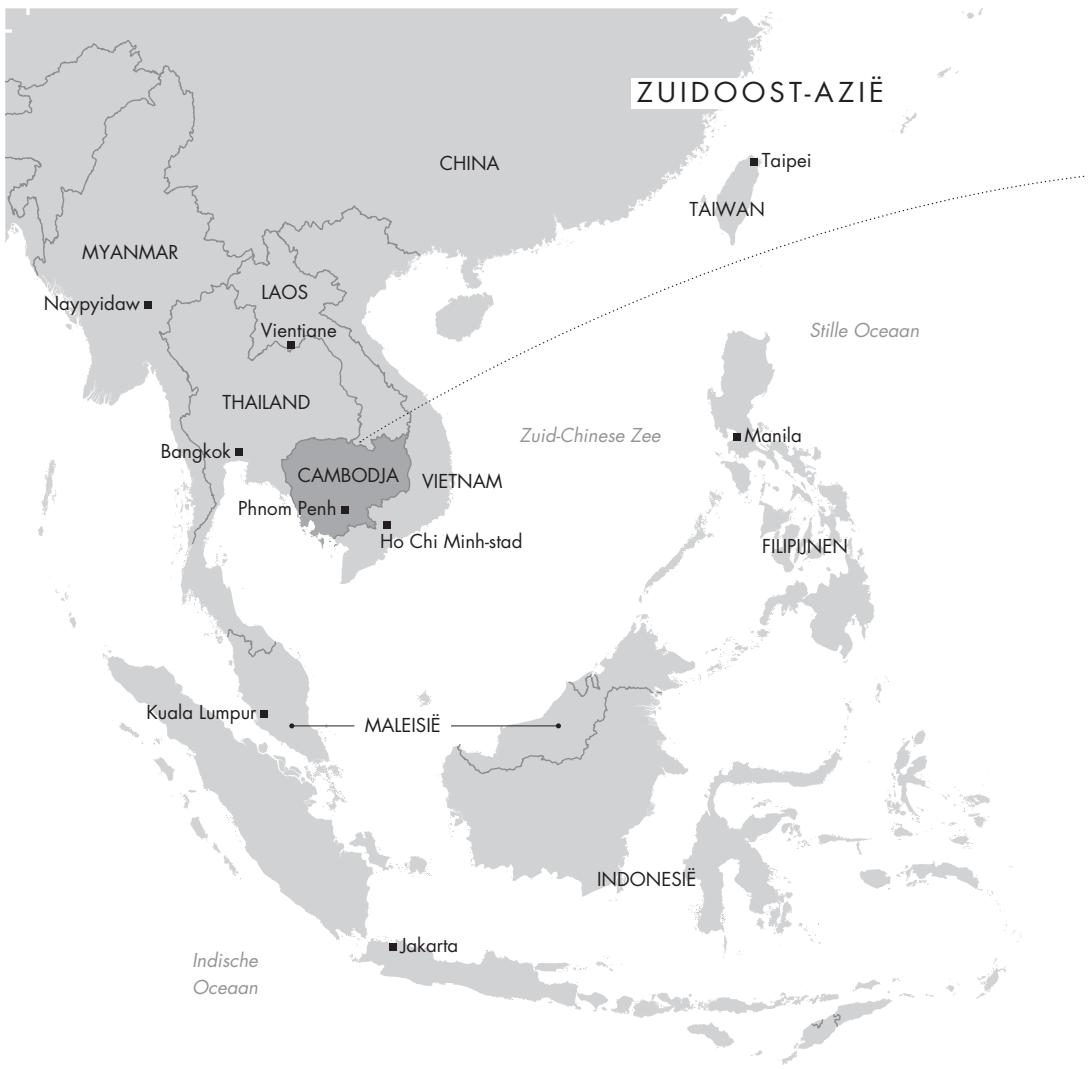 ZUIDOOST-AZIË
CHINA
Taipei
TAIWAN
MYANMAR
LAOS
Naypyidaw
Vientiane
Stille Oceaan
THAILAND
Zuid-Chinese Zee
Manila
Bangkok
CAMBODJA
VIETNAM
Phnom Penh
Ho Chi Minh-stad
FILIPIJNEN
Kuala Lumpur
MALEISIË
INDONESIË
Jakarta
Indische
Oceaan